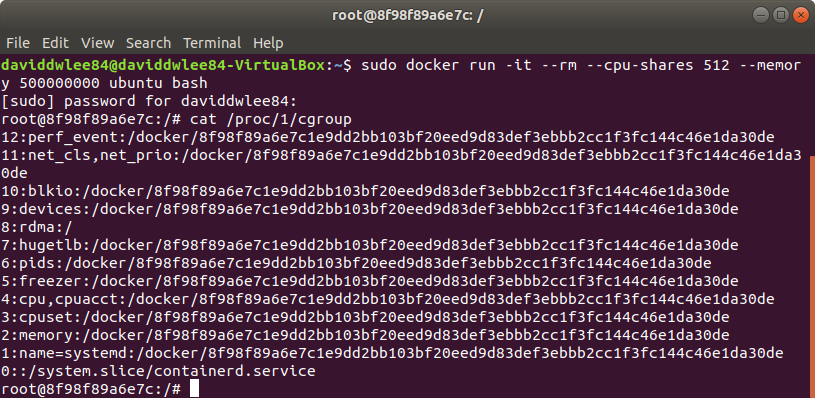 root@8f98f89a6e7c: /
File Edit View Search Terminal Help
daviddwlee84@daviddwlee84-VirtualBox:~$ sudo docker run -it --rm --cpu-shares 512 --memor
y 500000000 ubuntu bash
[sudo] password for daviddwlee84:
root@8f98f89a6e7c:/# cat /proc/1/cgroup
12:perf_event:/docker/8f98f89a6e7c1e9dd2bb103bf20eed9d83def3ebbb2cc1f3fc144c46e1da30de
11:net_cls,net_prio:/docker/8f98f89a6e7c1e9dd2bb103bf20eed9d83def3ebbb2cc1f3fc144c46e1da3
0de
10:blkio:/docker/8f98f89a6e7c1e9dd2bb103bf20eed9d83def3ebbb2cc1f3fc144c46e1da30de
9:devices:/docker/8f98f89a6e7c1e9dd2bb103bf20eed9d83def3ebbb2cc1f3fc144c46e1da30de
8:rdma:/
7:hugetlb:/docker/8f98f89a6e7c1e9dd2bb103bf20eed9d83def3ebbb2cc1f3fc144c46e1da30de
6:pids:/docker/8f98f89a6e7c1e9dd2bb103bf20eed9d83def3ebbb2cc1f3fc144c46e1da30de
5:freezer:/docker/8f98f89a6e7c1e9dd2bb103bf20eed9d83def3ebbb2cc1f3fc144c46e1da30de
4:cpu,cpuacct:/docker/8f98f89a6e7c1e9dd2bb103bf20eed9d83def3ebbb2cc1f3fc144c46e1da30de
3:cpuset:/docker/8f98f89a6e7c1e9dd2bb103bf20eed9d83def3ebbb2cc1f3fc144c46e1da30de
2:memory:/docker/8f98f89a6e7c1e9dd2bb103bf20eed9d83def3ebbb2cc1f3fc144c46e1da30de
1:name=systemd:/docker/8f98f89a6e7c1e9dd2bb103bf20eed9d83def3ebbb2cc1f3fc144c46e1da30de
0::/system.slice/containerd.service
root@8f98f89a6e7c:/#